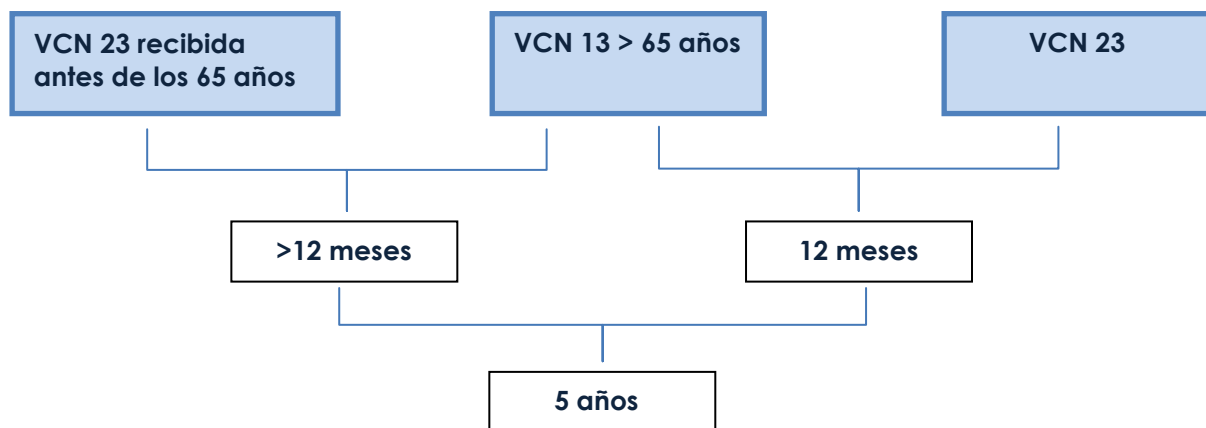 VCN 23 recibida
antes de los 65 años
VCN 13 > 65 años
VCN 23
>12 meses
12 meses
5 años